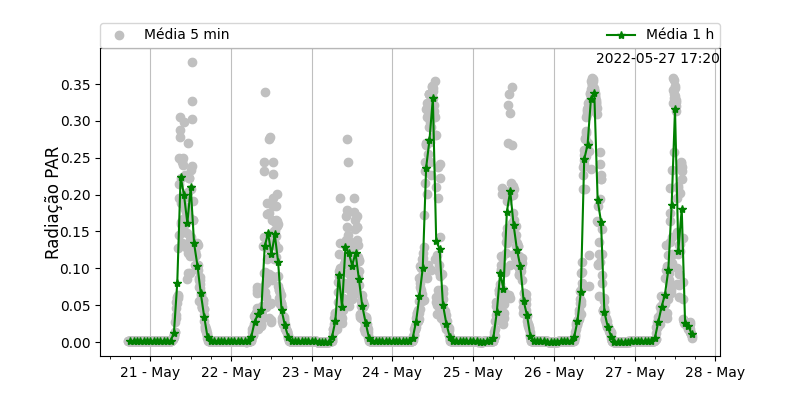 Média 5 min
Média 1 h
2022-05-27 17:20
Radiação PAR
0.35
0.30
0.25
0.20
0.15
0.10
0.05
0.00
21 - May
22 - May
23 - May
24 - May
25 - May
26 - May
27 - May
28 - May